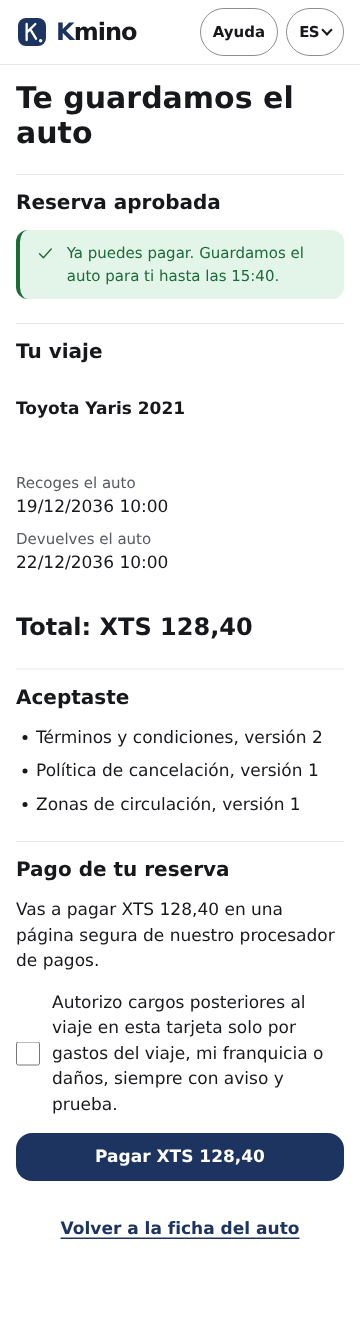 K. Kmino
Ayuda
ES
Te guardamos el
auto
Reserva aprobada
Ya puedes pagar. Guardamos el
auto para ti hasta las 15:40.
Tu viaje
Toyota Yaris 2021
Recoges el auto
19/12/2036 10:00
Devuelves el auto
22/12/2036 10:00
Total: XTS 128,40
Aceptaste
• Términos y condiciones, versión 2
• Política de cancelación, versión 1
• Zonas de circulación, versión 1
Pago de tu reserva
Vas a pagar XTS 128,40 en una
página segura de nuestro procesador
de pagos.
Autorizo cargos posteriores al
viaje en esta tarjeta solo por
gastos del viaje, mi franquicia o
daños, siempre con aviso y
prueba.
Pagar XTS 128,40
Volver a la ficha del auto